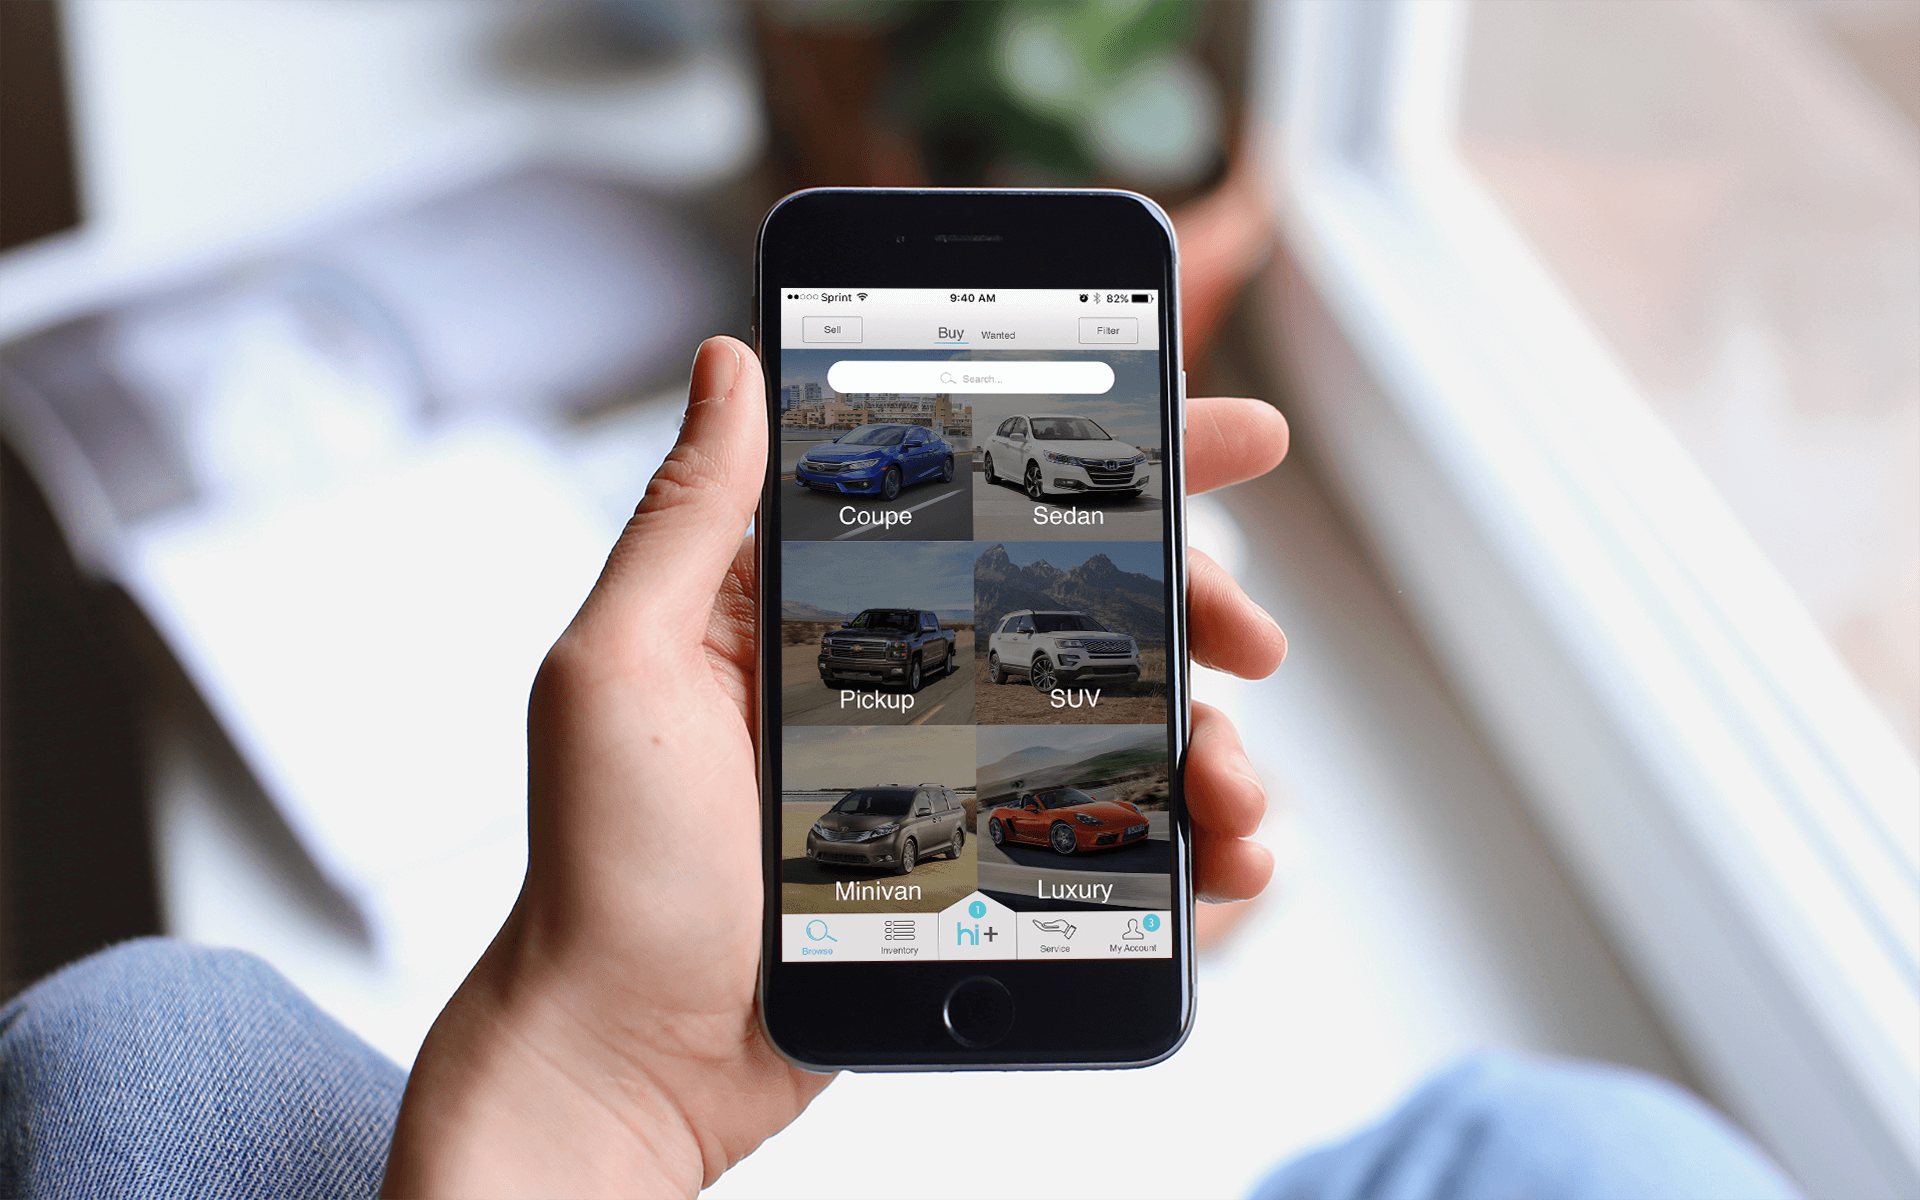 Sprint 9:40 AM 82%
Sell Buy Wanted Filter
Search...
Coupe Sedan
Pickup SUV
Minivan Luxury
1 3
hi+
Browse Inventory Service My Account